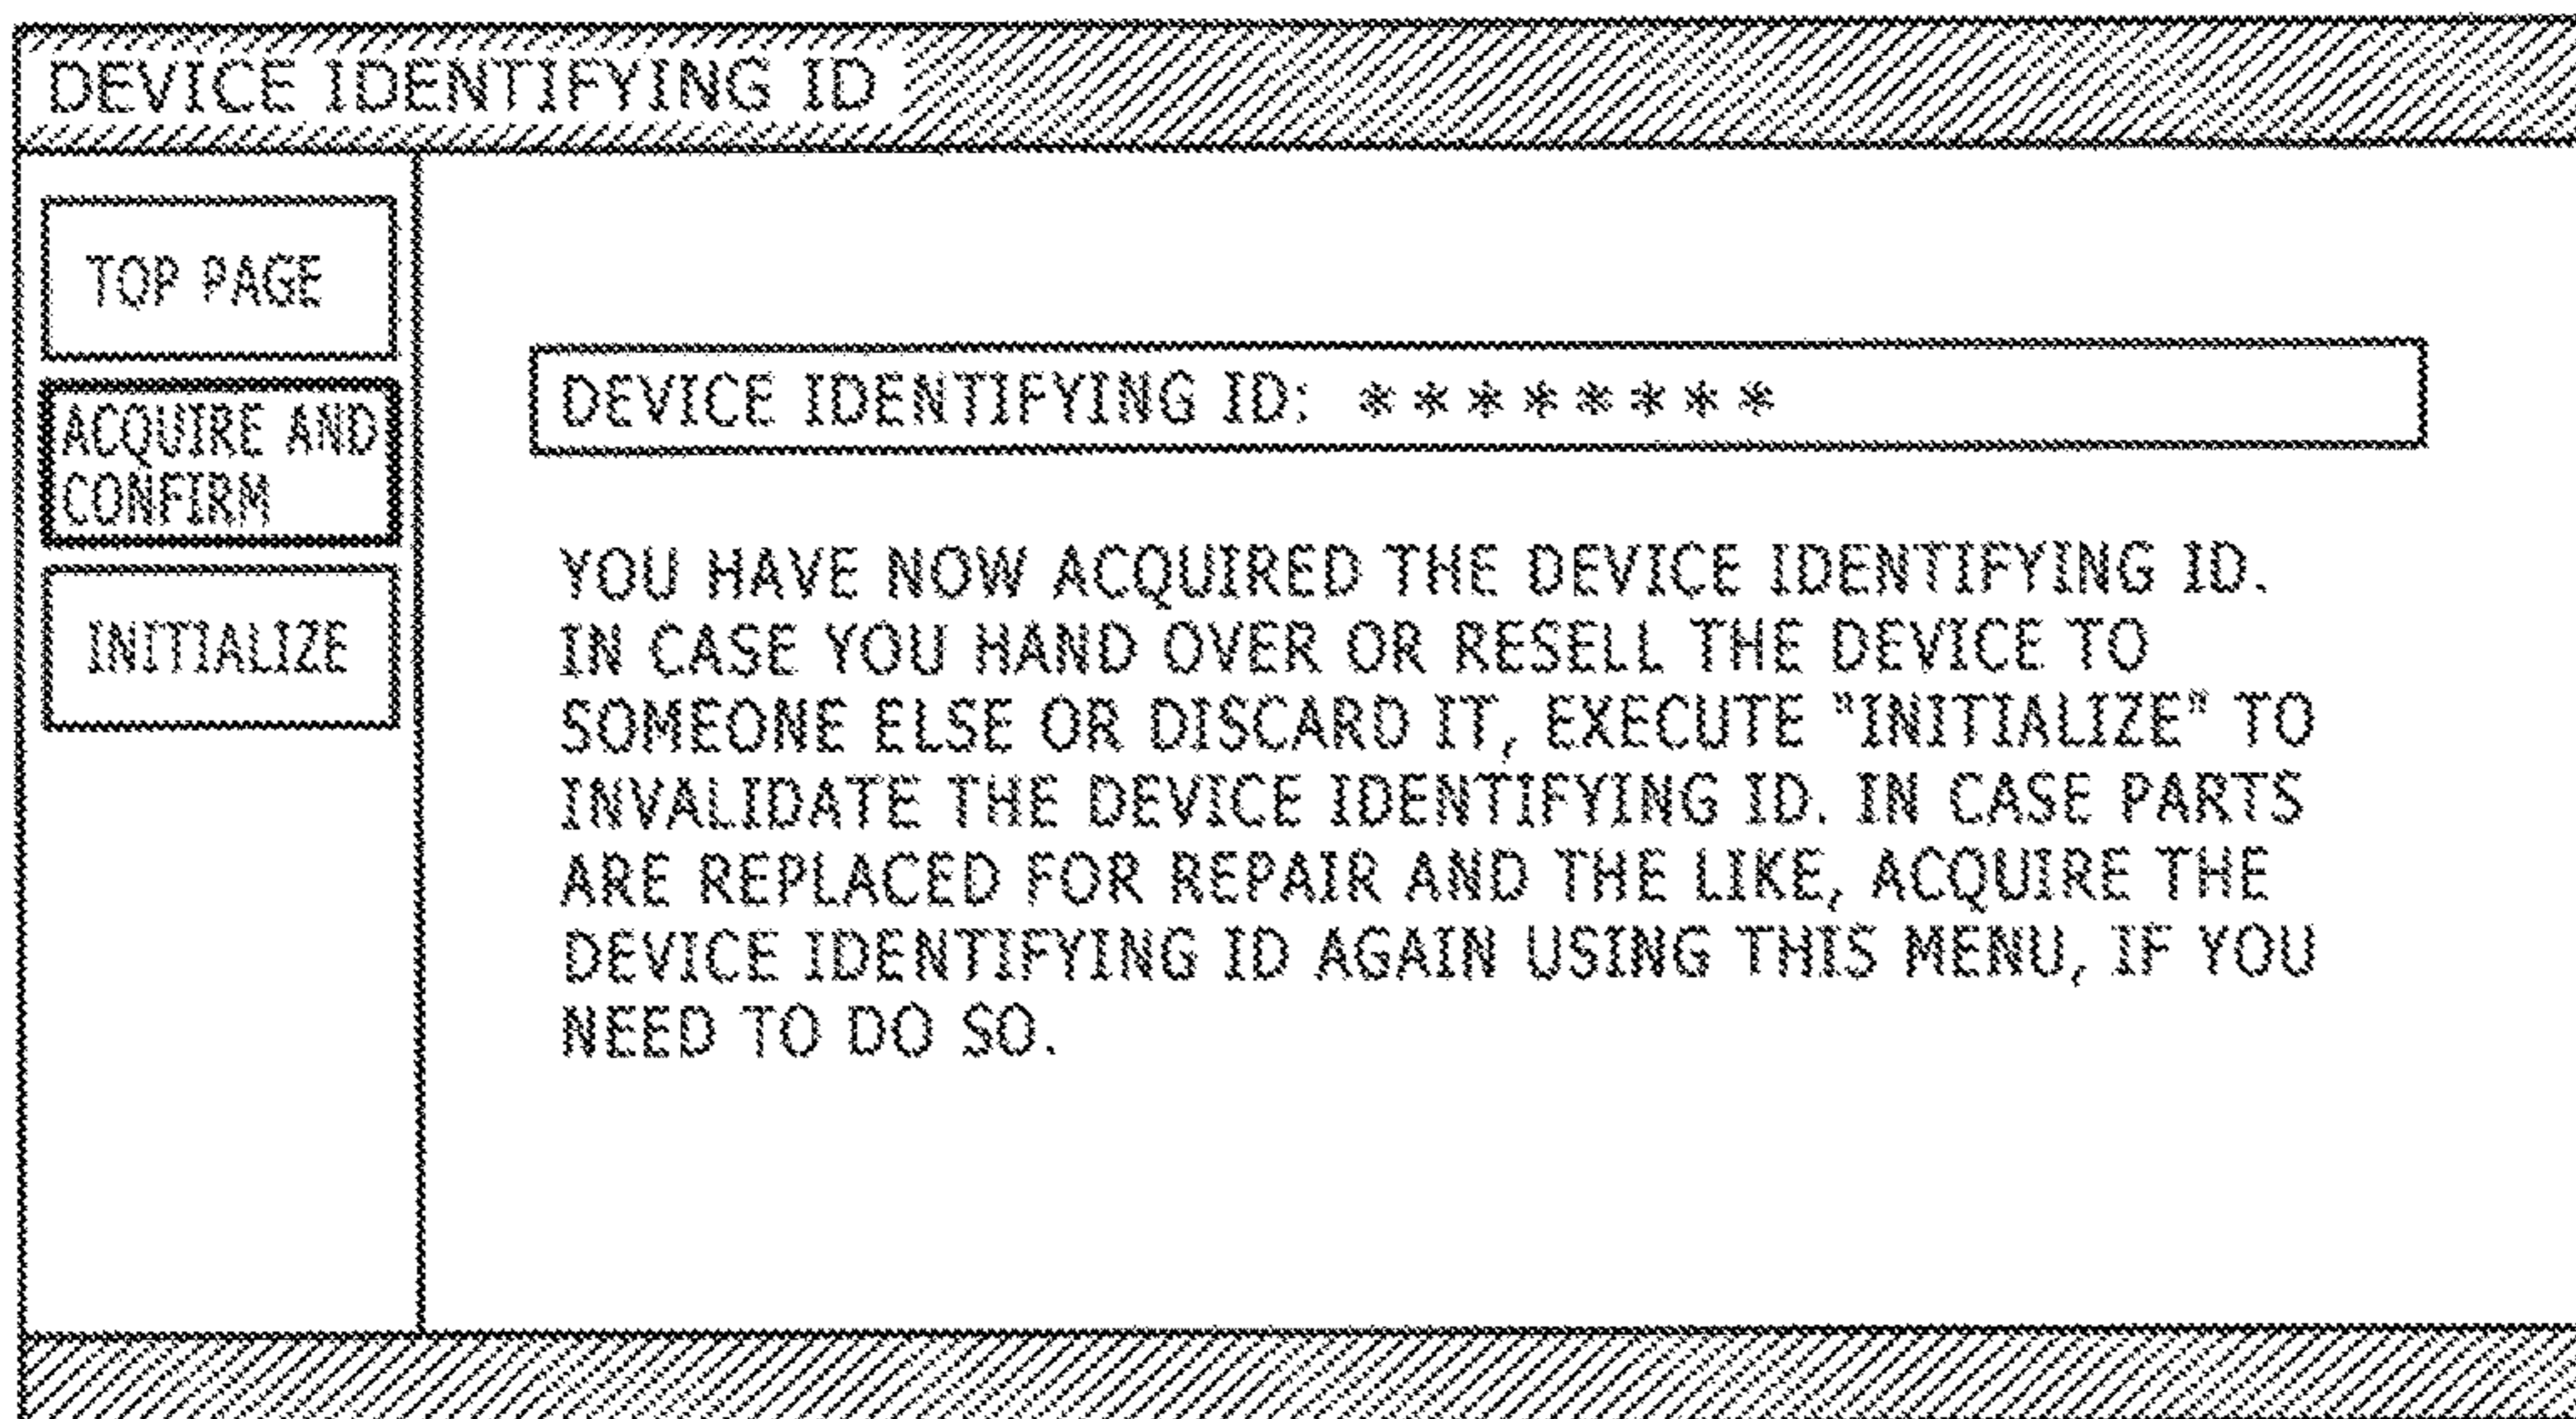 DEVICE IDENTIFYING ID
TOP PAGE
ACQUIRE AND
CONFIRM
INITIALIZE
DEVICE IDENTIFYING ID: ********
YOU HAVE NOW ACQUIRED THE DEVICE IDENTIFYING ID.
IN CASE YOU HAND OVER OR RESELL THE DEVICE TO
SOMEONE ELSE OR DISCARD IT, EXECUTE "INITIALIZE" TO
INVALIDATE THE DEVICE IDENTIFYING ID. IN CASE PARTS
ARE REPLACED FOR REPAIR AND THE LIKE, ACQUIRE THE
DEVICE IDENTIFYING ID AGAIN USING THIS MENU, IF YOU
NEED TO DO SO.